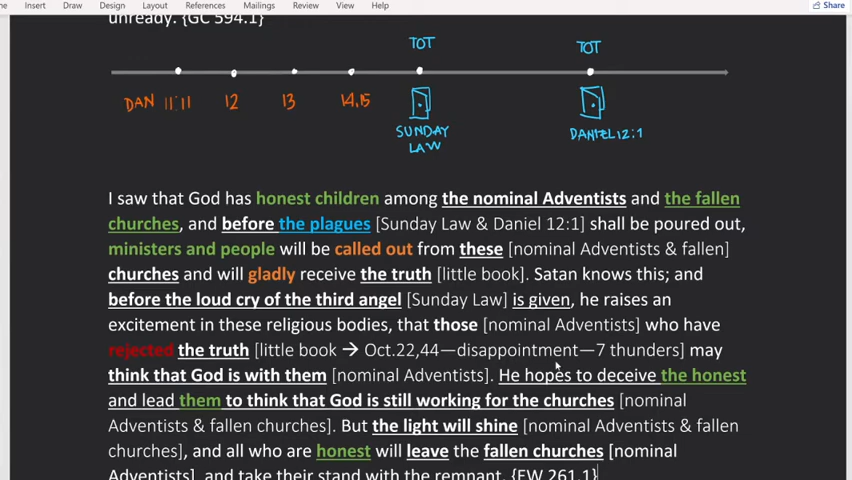 Insert Draw Design Layout References Mailings Review View Help Share
unready. {GC 594.1}
TOT TOT
DAN 11:11 12 13 14,15
SUNDAY LAW
DANIEL 12:1
I saw that God has honest children among the nominal Adventists and the fallen
churches, and before the plagues [Sunday Law & Daniel 12:1] shall be poured out,
ministers and people will be called out from these [nominal Adventists & fallen]
churches and will gladly receive the truth [little book]. Satan knows this; and
before the loud cry of the third angel [Sunday Law] is given, he raises an
excitement in these religious bodies, that those [nominal Adventists] who have
rejected the truth [little book → Oct.22,44—disappointment—7 thunders] may
think that God is with them [nominal Adventists]. He hopes to deceive the honest
and lead them to think that God is still working for the churches [nominal
Adventists & fallen churches]. But the light will shine [nominal Adventists & fallen
churches], and all who are honest will leave the fallen churches [nominal
Adventists], and take their stand with the remnant. {EW 261.1}